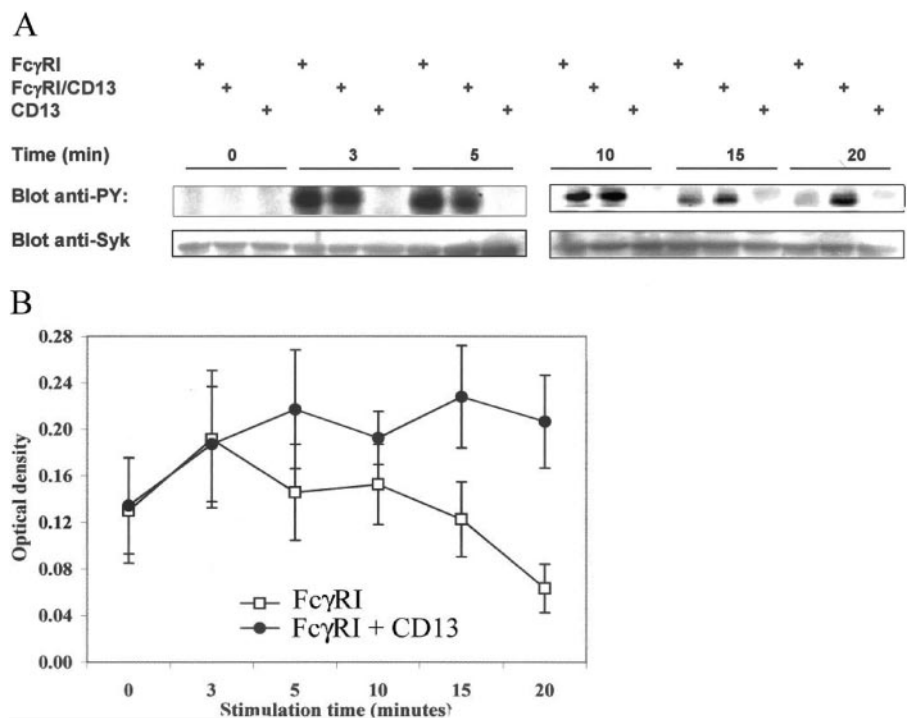 A
FcγRI + + + + + +
FcγRI/CD13 + + + + + +
CD13 + + + + + +
Time (min) 0 3 5 10 15 20
Blot anti-PY:
Blot anti-Syk
B
0.28
0.24
0.20
0.16
0.12
0.08
0.04
0.00
Optical density
FcγRI
FcγRI + CD13
0 3 5 10 15 20
Stimulation time (minutes)